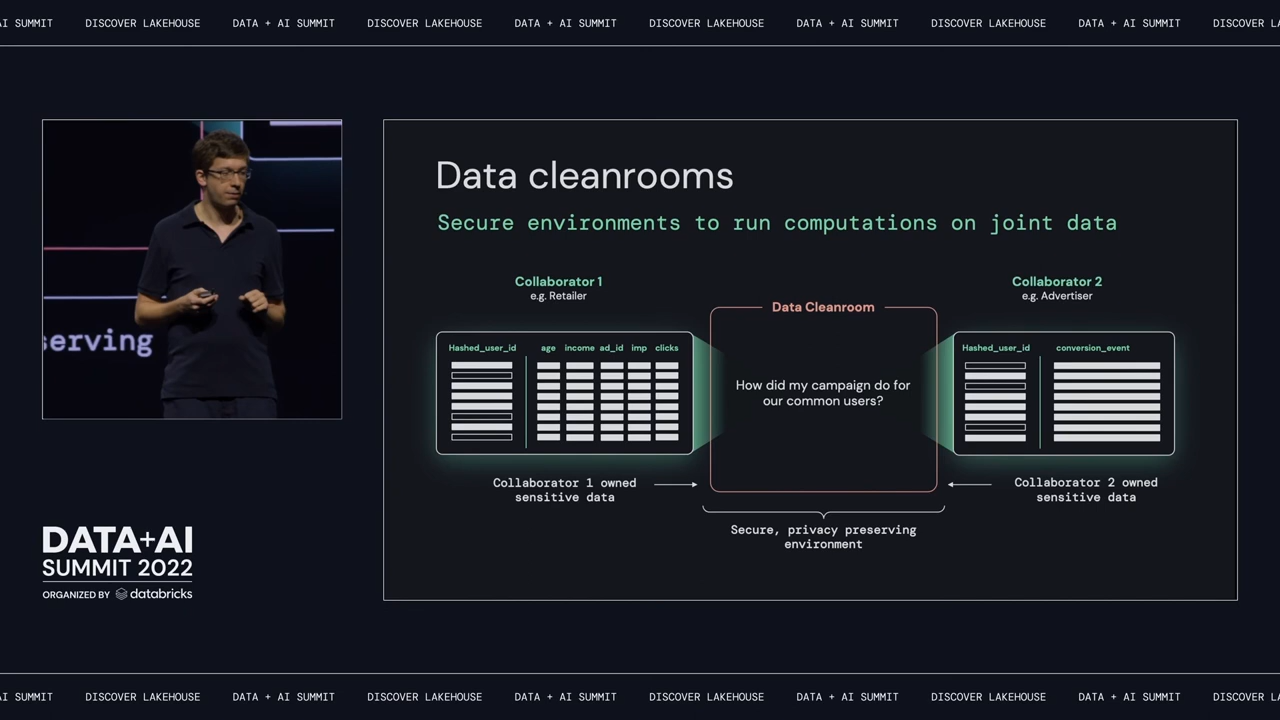 AI SUMMIT DISCOVER LAKEHOUSE DATA + AI SUMMIT DISCOVER LAKEHOUSE DATA + AI SUMMIT DISCOVER LAKEHOUSE DATA + AI SUMMIT DISCOVER LAKEHOUSE DATA + AI SUMMIT DISCOVER LA
serving
DATA+AI
SUMMIT 2022
ORGANIZED BY databricks
Data cleanrooms
Secure environments to run computations on joint data
Collaborator 1
e.g. Retailer
Hashed_user_id age income ad_id imp clicks
Collaborator 1 owned
sensitive data
Data Cleanroom
How did my campaign do for
our common users?
Secure, privacy preserving
environment
Collaborator 2
e.g. Advertiser
Hashed_user_id conversion_event
Collaborator 2 owned
sensitive data
AI SUMMIT DISCOVER LAKEHOUSE DATA + AI SUMMIT DISCOVER LAKEHOUSE DATA + AI SUMMIT DISCOVER LAKEHOUSE DATA + AI SUMMIT DISCOVER LAKEHOUSE DATA + AI SUMMIT DISCOVER LA